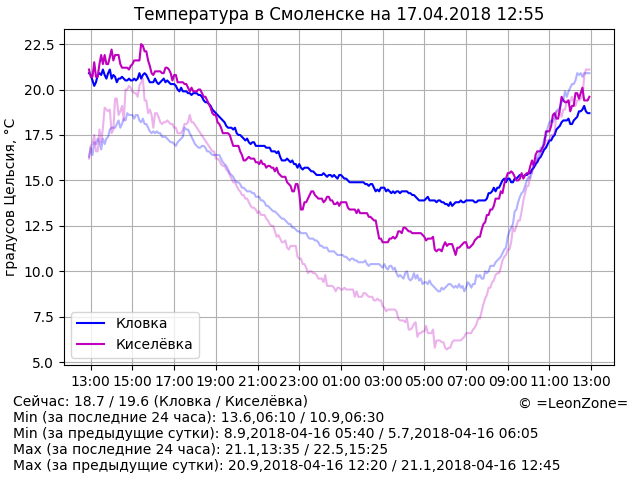 Температура в Смоленске на 17.04.2018 12:55
градусов Цельсия, °C
22.5
20.0
17.5
15.0
12.5
10.0
7.5
5.0
Кловка
Киселёвка
13:00 15:00 17:00 19:00 21:00 23:00 01:00 03:00 05:00 07:00 09:00 11:00 13:00
© =LeonZone=
Сейчас: 18.7 / 19.6 (Кловка / Киселёвка)
Min (за последние 24 часа): 13.6,06:10 / 10.9,06:30
Min (за предыдущие сутки): 8.9,2018-04-16 05:40 / 5.7,2018-04-16 06:05
Max (за последние 24 часа): 21.1,13:35 / 22.5,15:25
Max (за предыдущие сутки): 20.9,2018-04-16 12:20 / 21.1,2018-04-16 12:45